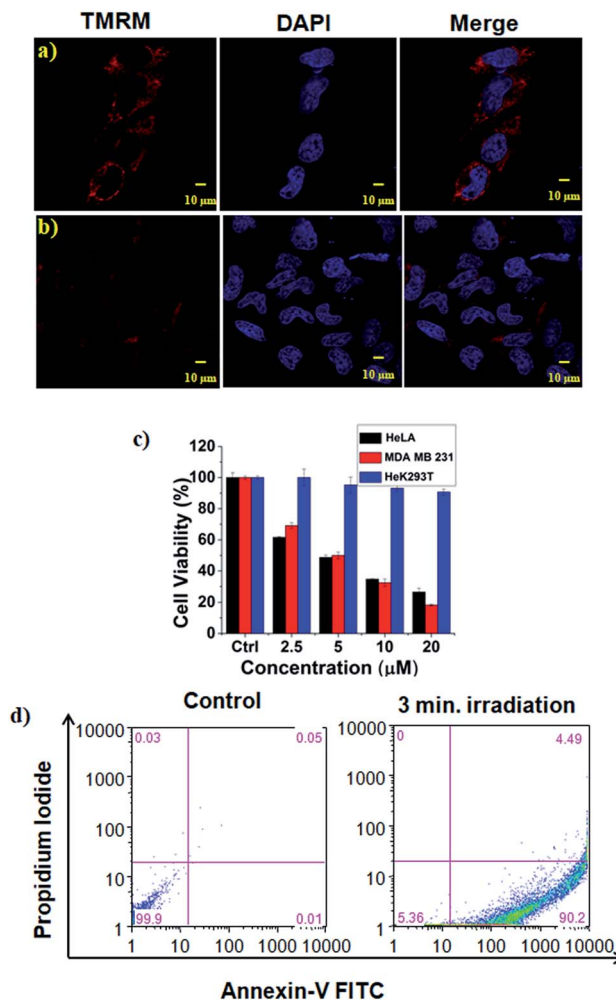 TMRM DAPI Merge
a)
10 µm 10 µm 10 µm
b)
10 µm 10 µm 10 µm
c)
HeLA
MDA MB 231
HeK293T
Cell Viability (%)
120
100
80
60
40
20
0
Ctrl 2.5 5 10 20
Concentration (µM)
d)
Control 3 min. irradiation
Propidium Iodide
10000 10000
0.03 0.05 0 4.49
1000 1000
100 100
10 10
99.9 0.01 5.36 90.2
1 1
1 10 100 1000 10000 1 10 100 1000 10000
Annexin-V FITC